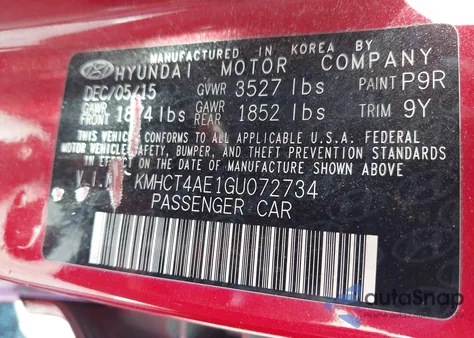 MANUFACTURED IN KOREA BY
HYUNDAI MOTOR COMPANY
DEC/05/15 GVWR 3527 lbs PAINT P9R
GAWR FRONT lbs GAWR REAR 1852 lbs TRIM 9Y
THIS VEHICLE CONFORMS TO ALL APPLICABLE U.S.A. FEDERAL
MOTOR VEHICLE SAFETY, BUMPER, AND THEFT PREVENTION STANDARDS
IN EFFECT ON THE DATE OF MANUFACTURE SHOWN ABOVE
V.I.N KMHCT4AE1GU072734
PASSENGER CAR
autoSnap